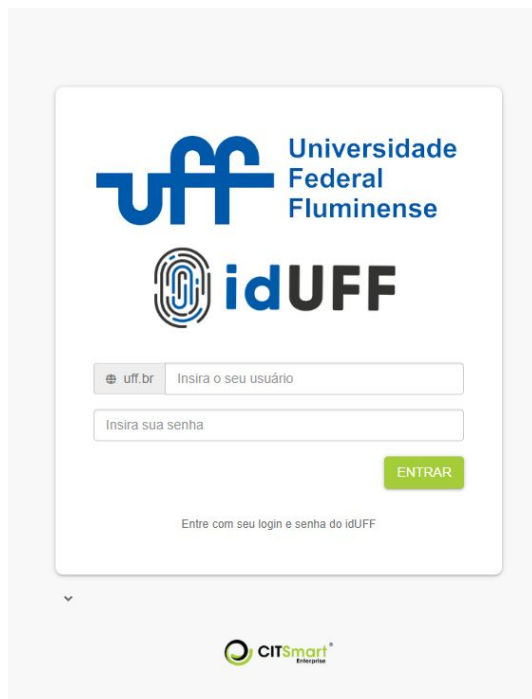 uff
Universidade
Federal
Fluminense
idUFF
uff.br Insira o seu usuário
Insira sua senha
ENTRAR
Entre com seu login e senha do idUFF
CITSmart
Enterprise